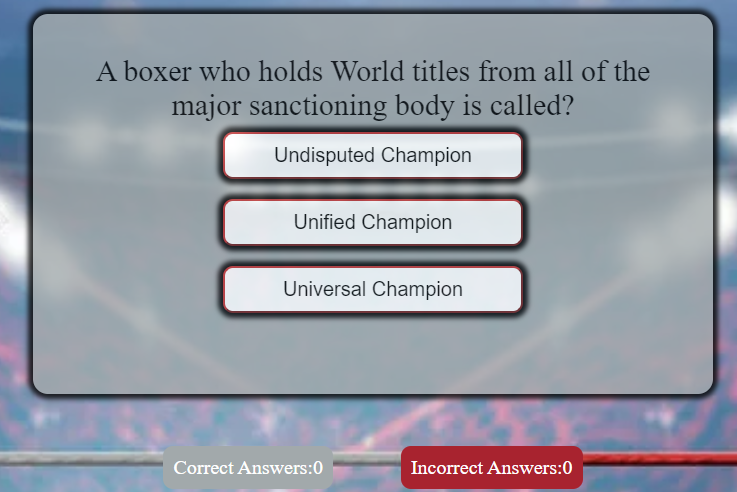 A boxer who holds World titles from all of the
major sanctioning body is called?
Undisputed Champion
Unified Champion
Universal Champion
Correct Answers:0
Incorrect Answers:0